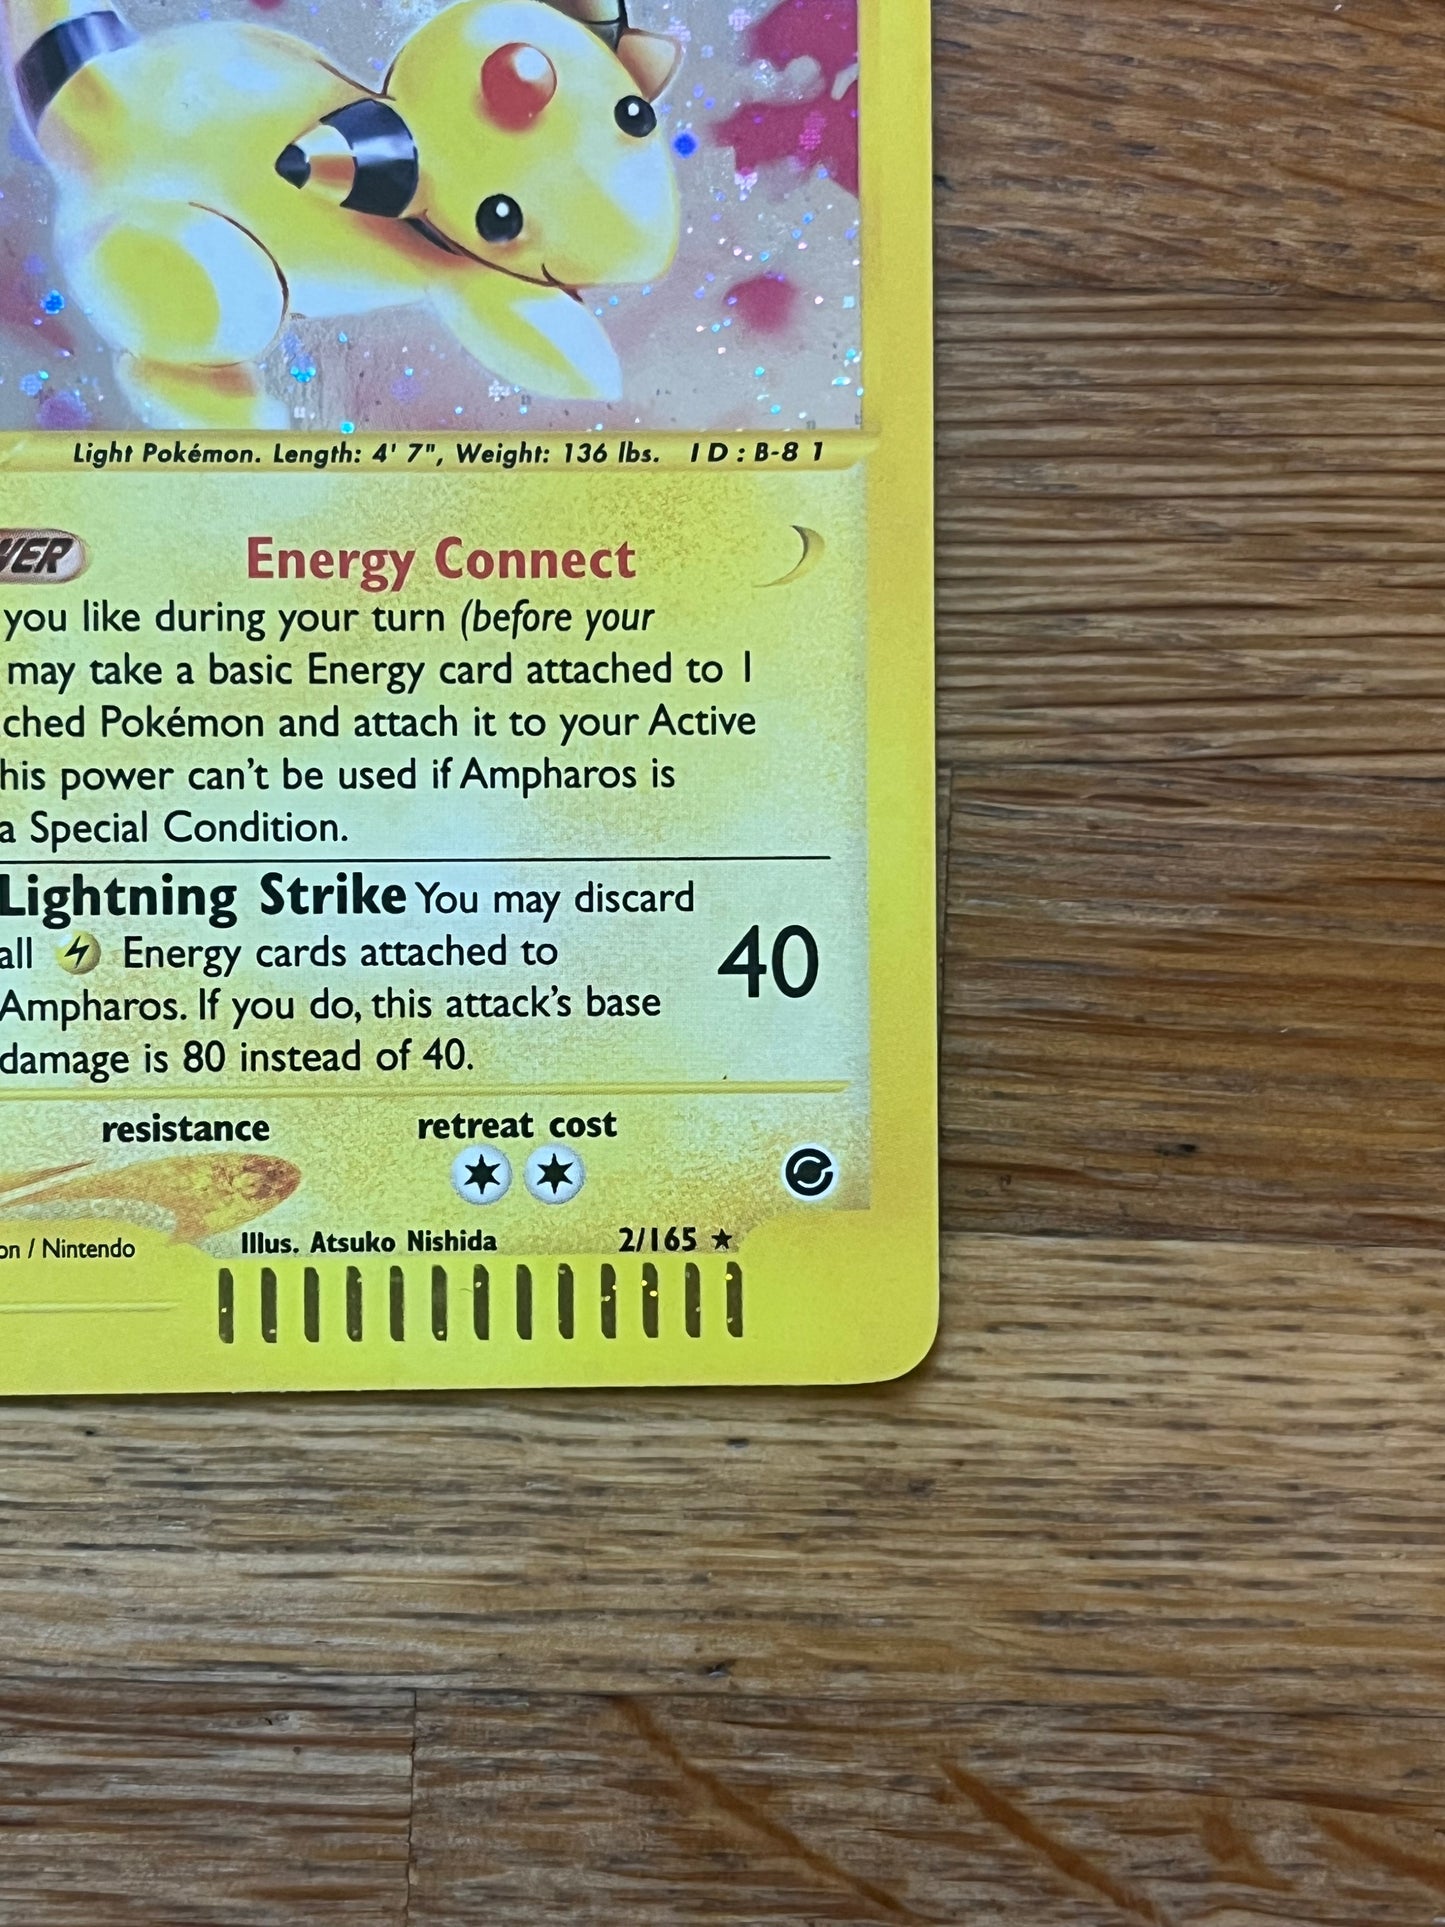 Light Pokémon. Length: 4' 7", Weight: 136 lbs. ID: B-8 1
Energy Connect
you like during your turn (before your
may take a basic Energy card attached to 1
ched Pokémon and attach it to your Active
his power can't be used if Ampharos is
a Special Condition.
Lightning Strike You may discard
all Energy cards attached to
Ampharos. If you do, this attack's base
damage is 80 instead of 40.
40
resistance retreat cost
on / Nintendo Illus. Atsuko Nishida 2/165 ★